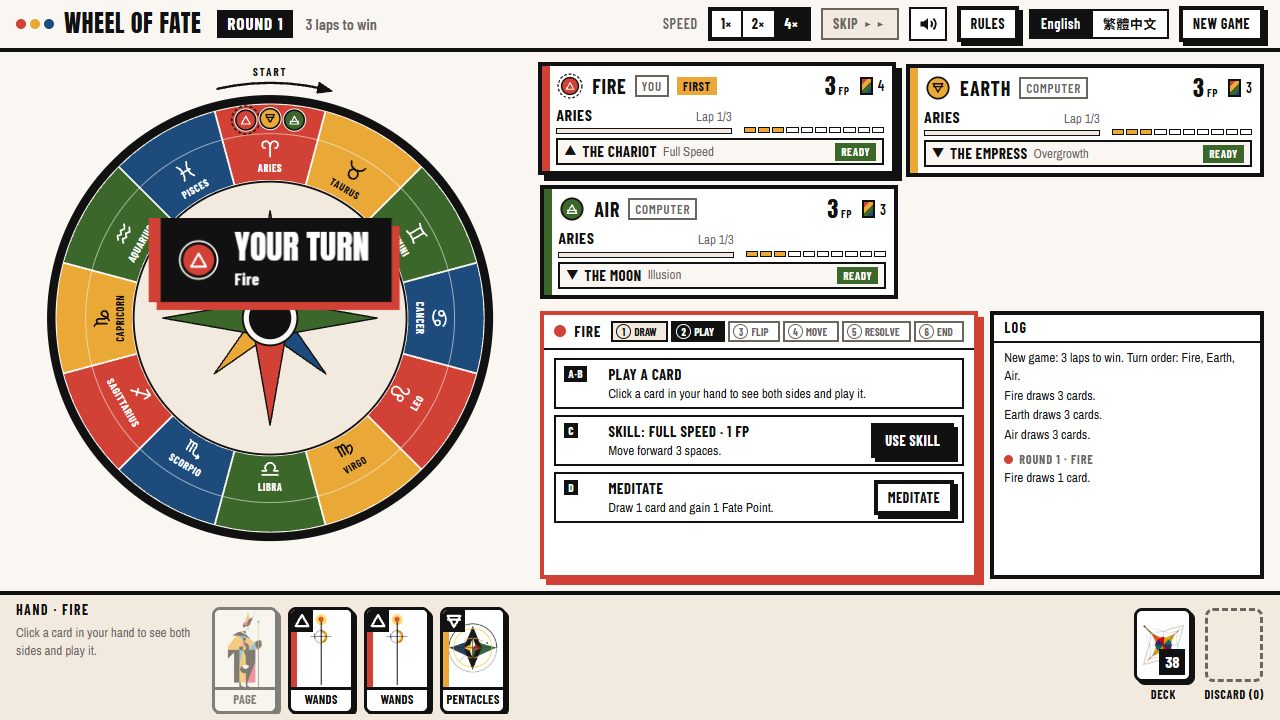 WHEEL OF FATE
ROUND 1
3 laps to win
SPEED
1×
2×
4×
SKIP ▸ ▸
RULES
English
繁體中文
NEW GAME
START
ARIES
TAURUS
CANCER
LEO
VIRGO
LIBRA
SCORPIO
SAGITTARIUS
CAPRICORN
PISCES
YOUR TURN
Fire
FIRE
YOU
FIRST
3 FP
4
ARIES
Lap 1/3
▲ THE CHARIOT Full Speed
READY
EARTH
COMPUTER
3 FP
3
ARIES
Lap 1/3
▼ THE EMPRESS Overgrowth
READY
AIR
COMPUTER
3 FP
3
ARIES
Lap 1/3
▼ THE MOON Illusion
READY
FIRE
1 DRAW
2 PLAY
3 FLIP
4 MOVE
5 RESOLVE
6 END
A-B
PLAY A CARD
Click a card in your hand to see both sides and play it.
C
SKILL: FULL SPEED · 1 FP
Move forward 3 spaces.
USE SKILL
D
MEDITATE
Draw 1 card and gain 1 Fate Point.
MEDITATE
LOG
New game: 3 laps to win. Turn order: Fire, Earth,
Air.
Fire draws 3 cards.
Earth draws 3 cards.
Air draws 3 cards.
ROUND 1 · FIRE
Fire draws 1 card.
HAND · FIRE
Click a card in your hand to see both
sides and play it.
PAGE
WANDS
WANDS
PENTACLES
38
DECK
DISCARD (0)